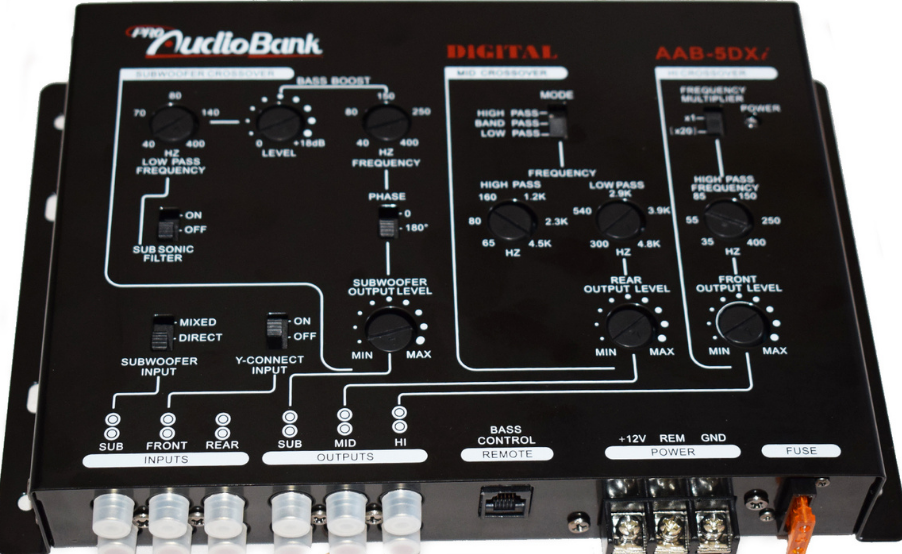 PRO AudioBank
DiGiTAL
AAB-5DXi
SUBWOOFER CROSSOVER
MID CROSSOVER
HI CROSSOVER
BASS BOOST
80
70
140
40
400
HZ
LOW PASS
FREQUENCY
0
+18dB
LEVEL
150
80
250
40
400
HZ
FREQUENCY
PHASE
0
180°
ON
OFF
SUB SONIC
FILTER
SUBWOOFER
OUTPUT LEVEL
MIN
MAX
MIXED
DIRECT
SUBWOOFER
INPUT
ON
OFF
Y-CONNECT
INPUT
MODE
HIGH PASS
BAND PASS
LOW PASS
FREQUENCY
HIGH PASS
160
1.2K
80
2.3K
65
4.5K
HZ
LOW PASS
2.9K
540
3.9K
300
4.8K
HZ
REAR
OUTPUT LEVEL
MIN
MAX
FREQUENCY
MULTIPLIER
x1
(x20)
POWER
HIGH PASS
FREQUENCY
85
150
55
250
35
400
HZ
FRONT
OUTPUT LEVEL
MIN
MAX
SUB
FRONT
REAR
INPUTS
SUB
MID
HI
OUTPUTS
BASS
CONTROL
REMOTE
+12V
REM
GND
POWER
FUSE